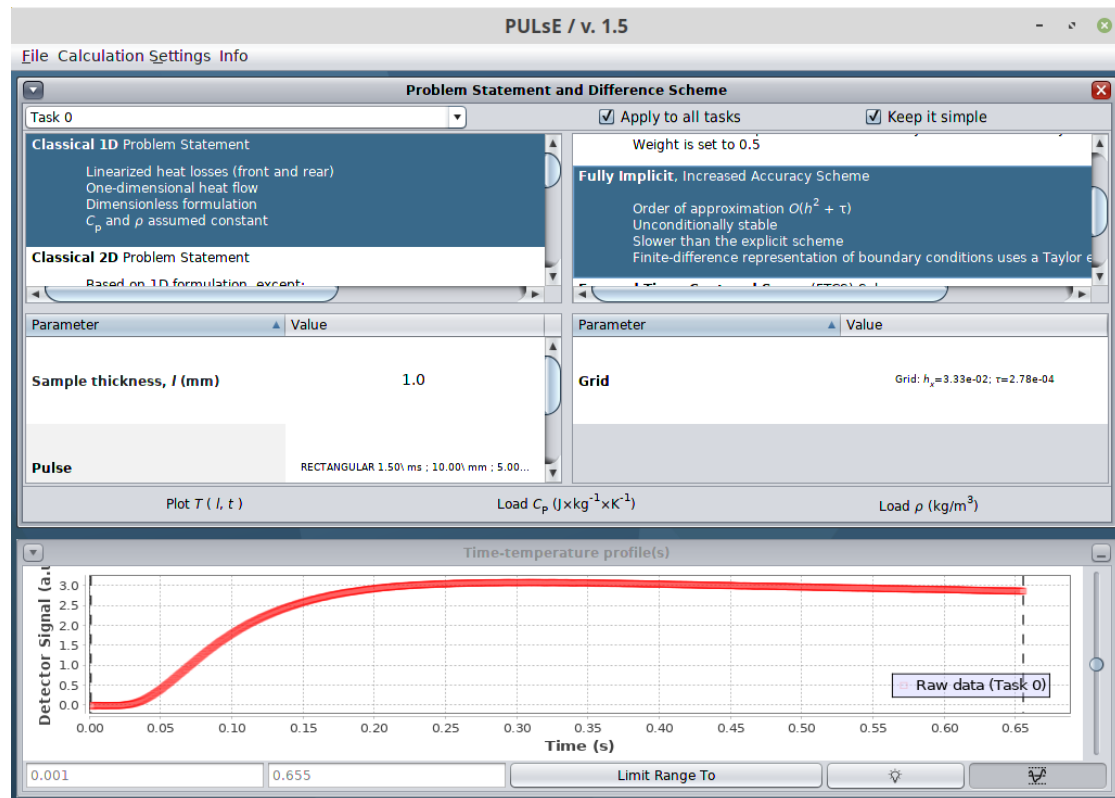 PULsE / v. 1.5
File Calculation Settings Info
Problem Statement and Difference Scheme
Task 0
Apply to all tasks
Keep it simple
Classical 1D Problem Statement
Linearized heat losses (front and rear)
One-dimensional heat flow
Dimensionless formulation
Cp and ρ assumed constant
Classical 2D Problem Statement
Based on 1D formulation, except:
Weight is set to 0.5
Fully Implicit, Increased Accuracy Scheme
Order of approximation O(h² + τ)
Unconditionally stable
Slower than the explicit scheme
Finite-difference representation of boundary conditions uses a Taylor e
Parameter Value
Sample thickness, l (mm) 1.0
Pulse RECTANGULAR 1.50\ ms ; 10.00\ mm ; 5.00...
Parameter Value
Grid Grid: hx=3.33e-02; τ=2.78e-04
Plot T ( l, t ) Load Cp (J×kg⁻¹×K⁻¹) Load ρ (kg/m³)
Time-temperature profile(s)
Detector Signal (a.u
3.0
2.5
2.0
1.5
1.0
0.5
0.0
Raw data (Task 0)
0.00 0.05 0.10 0.15 0.20 0.25 0.30 0.35 0.40 0.45 0.50 0.55 0.60 0.65
Time (s)
0.001 0.655 Limit Range To